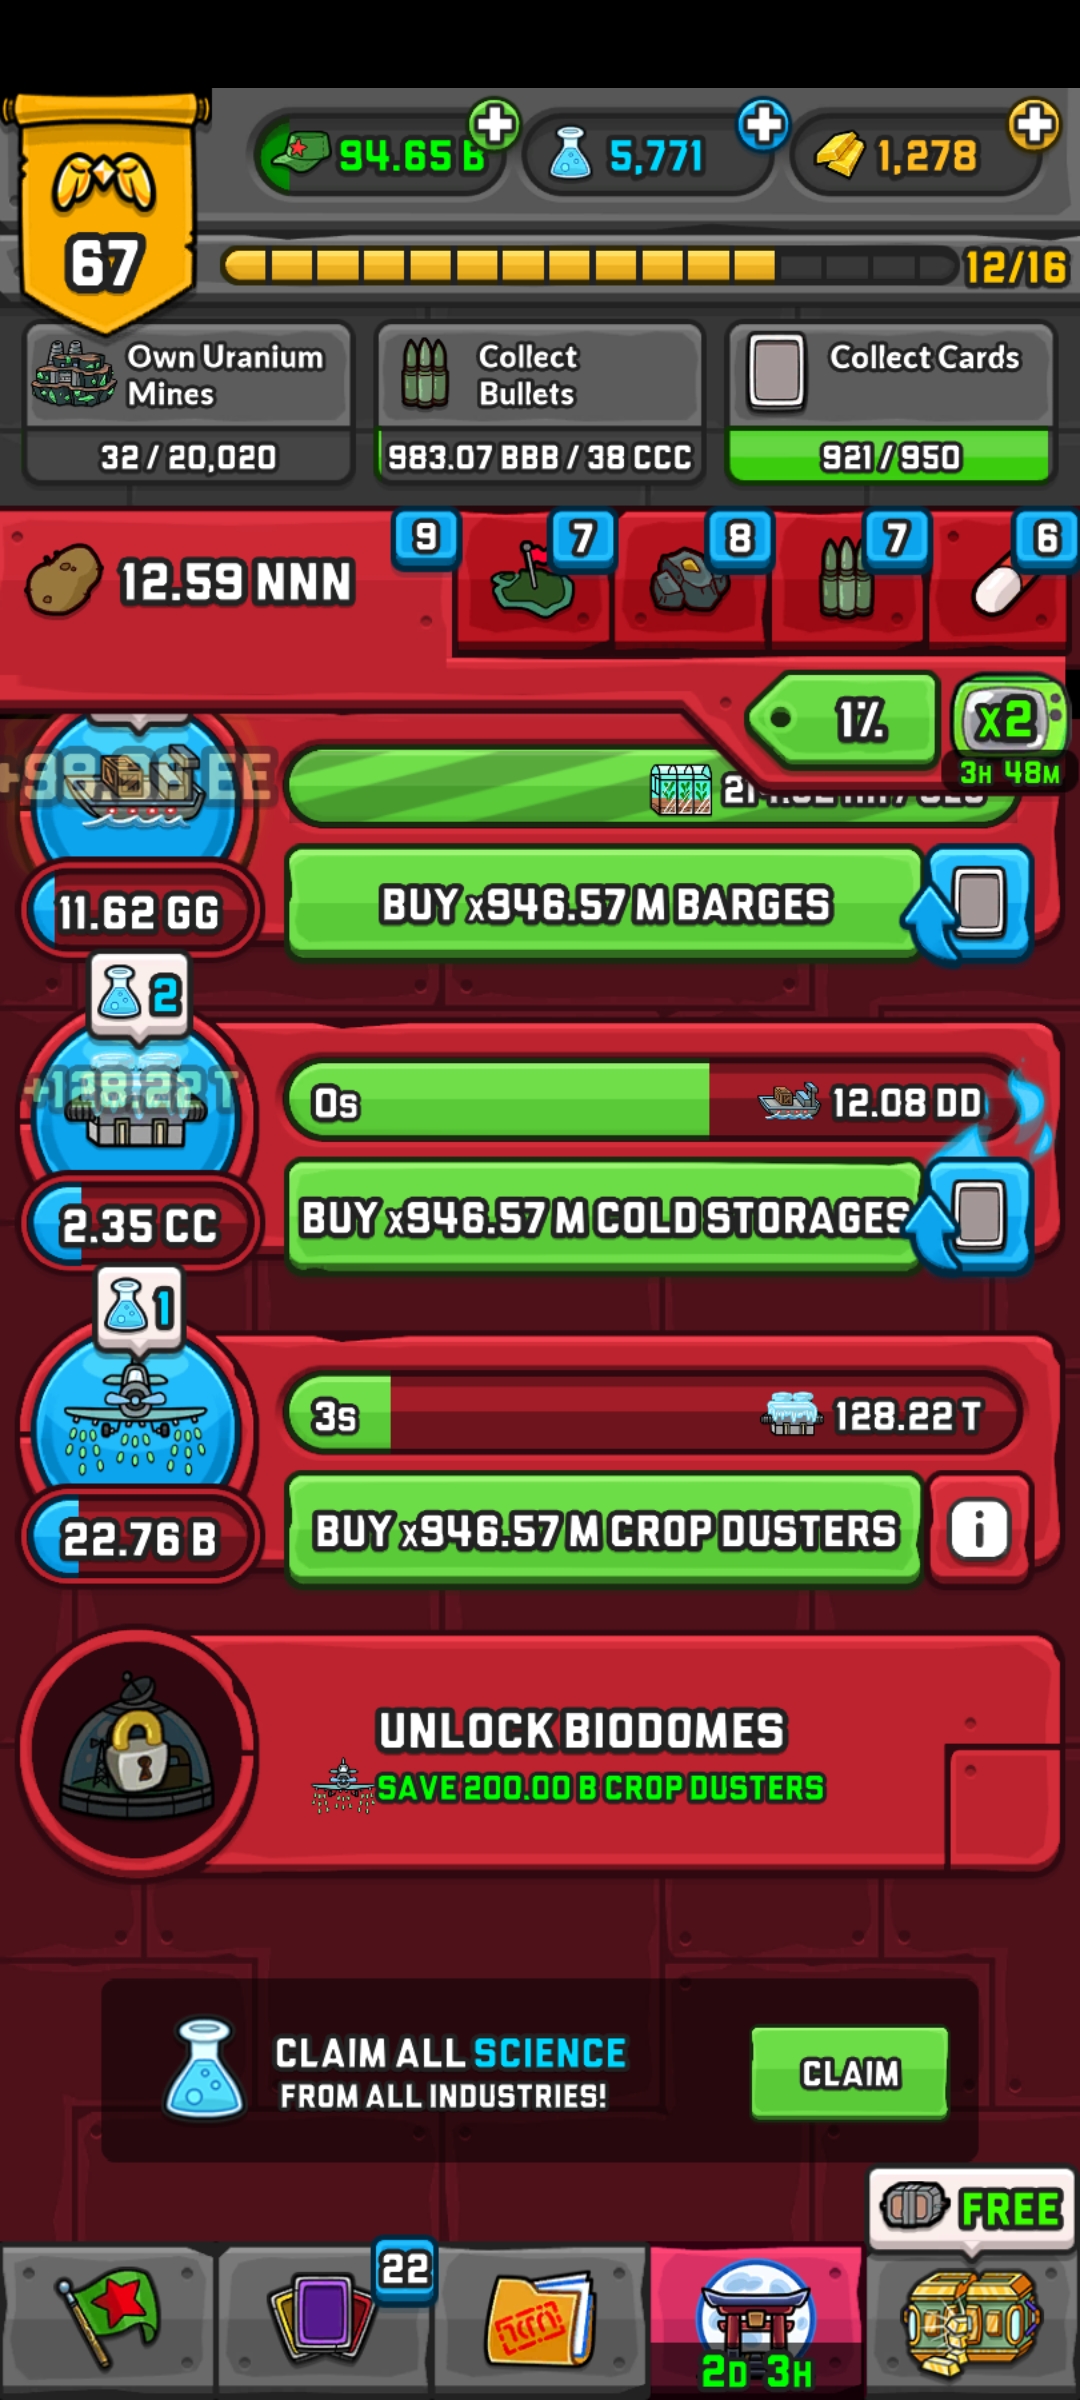 94.65 B
5,771
1,278
67
12/16
Own Uranium
Mines
32 / 20,020
Collect
Bullets
983.07 BBB / 38 CCC
Collect Cards
921 / 950
12.59 NNN
9
7
8
7
6
1%
x2
3H 48M
11.62 GG
BUY x946.57 M BARGES
2
+128.22 T
0s
12.08 DD
2.35 CC
BUY x946.57 M COLD STORAGES
1
3s
128.22 T
22.76 B
BUY x946.57 M CROP DUSTERS
i
UNLOCK BIODOMES
SAVE 200.00 B CROP DUSTERS
CLAIM ALL SCIENCE
FROM ALL INDUSTRIES!
CLAIM
FREE
22
2D 3H